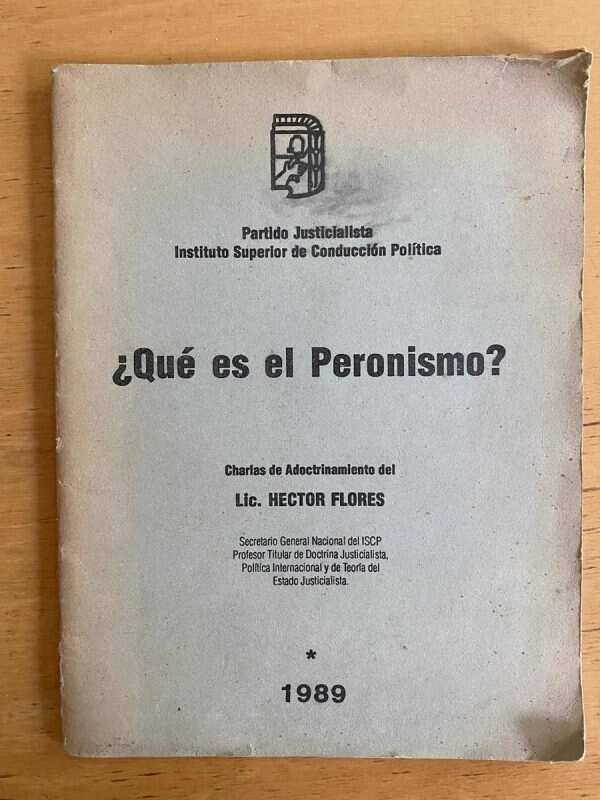 Partido Justicialista
Instituto Superior de Conducción Política
¿Qué es el Peronismo?
Charlas de Adoctrinamiento del
Lic. HECTOR FLORES
Secretario General Nacional del ISCP
Profesor Titular de Doctrina Justicialista,
Política Internacional y de Teoría del
Estado Justicialista.
*
1989